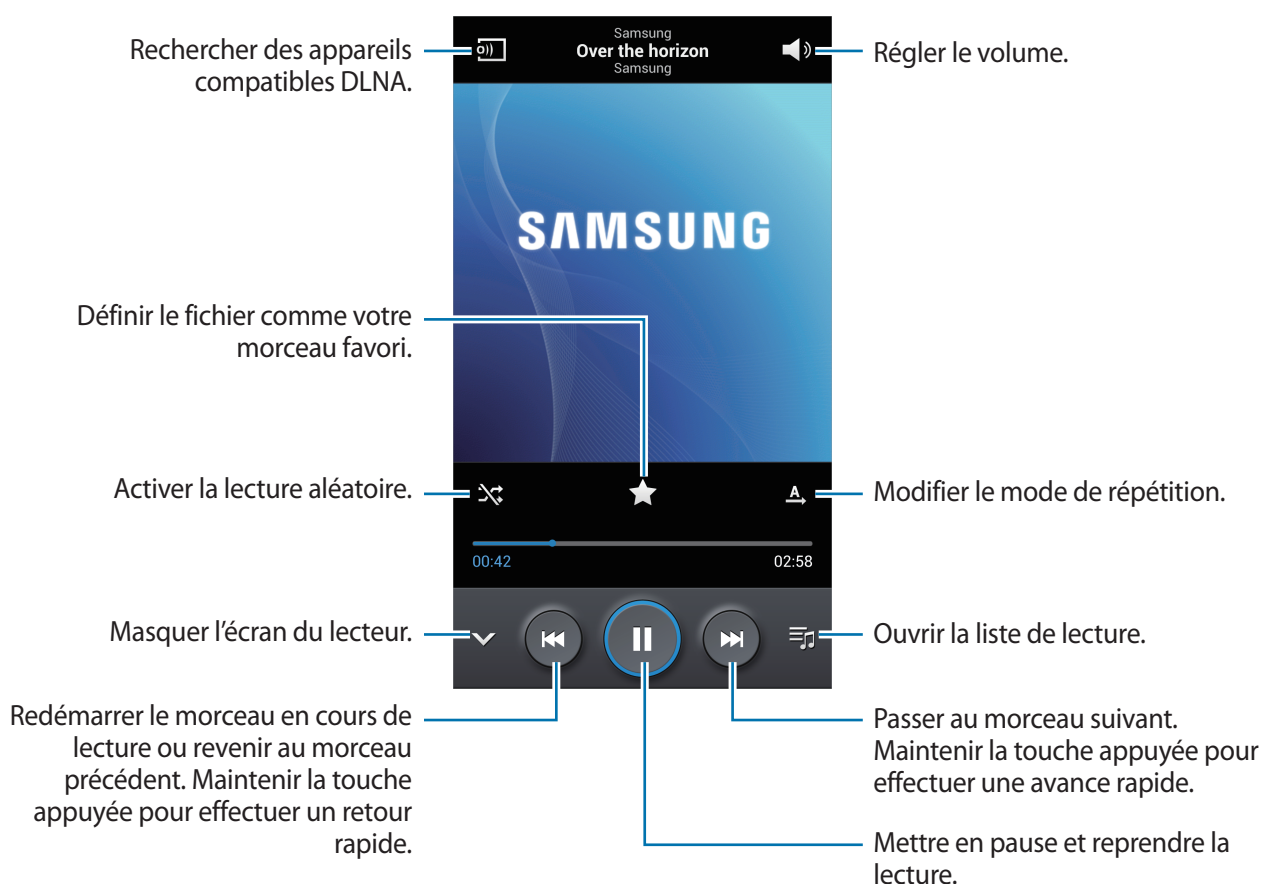 Rechercher des appareils
compatibles DLNA.
Samsung
Over the horizon
Samsung
Régler le volume.
SAMSUNG
Définir le fichier comme votre
morceau favori.
Activer la lecture aléatoire.
A
Modifier le mode de répétition.
00:42
02:58
Masquer l’écran du lecteur.
Ouvrir la liste de lecture.
Redémarrer le morceau en cours de
lecture ou revenir au morceau
précédent. Maintenir la touche
appuyée pour effectuer un retour
rapide.
Passer au morceau suivant.
Maintenir la touche appuyée pour
effectuer une avance rapide.
Mettre en pause et reprendre la
lecture.